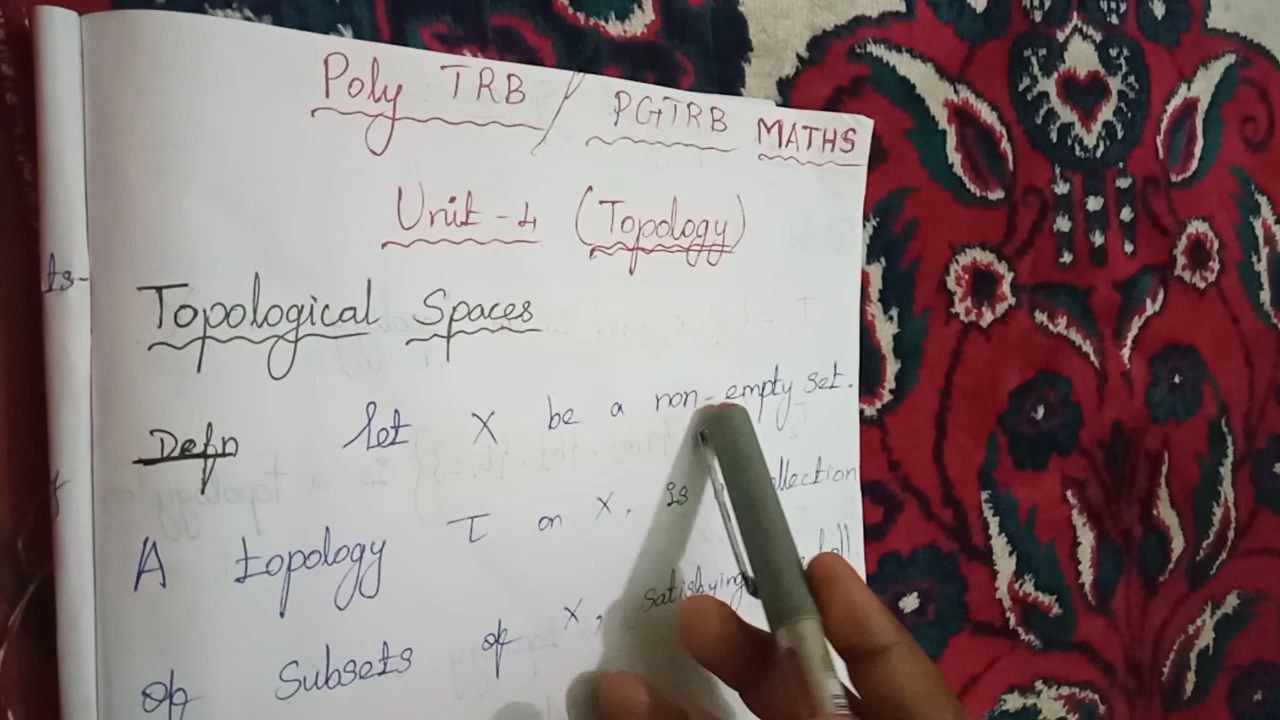 Poly TRB / PGTRB MATHS
Unit - 4 (Topology)
Topological Spaces
Defn Let X be a non-empty set.
A topology τ on X, is
of subsets of X, satisfying